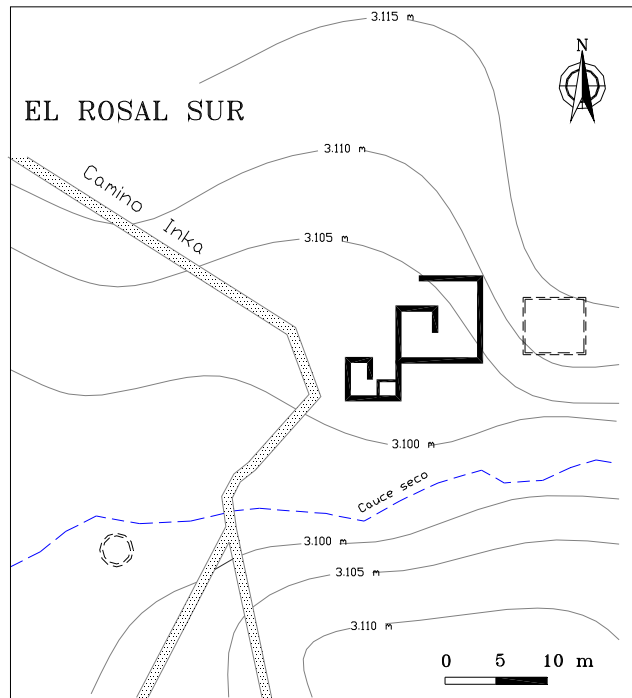 3.115 m
N
EL ROSAL SUR
3.110 m
Camino Inka
3.105 m
3.100 m
Cauce seco
3.100 m
3.105 m
3.110 m
0 5 10 m